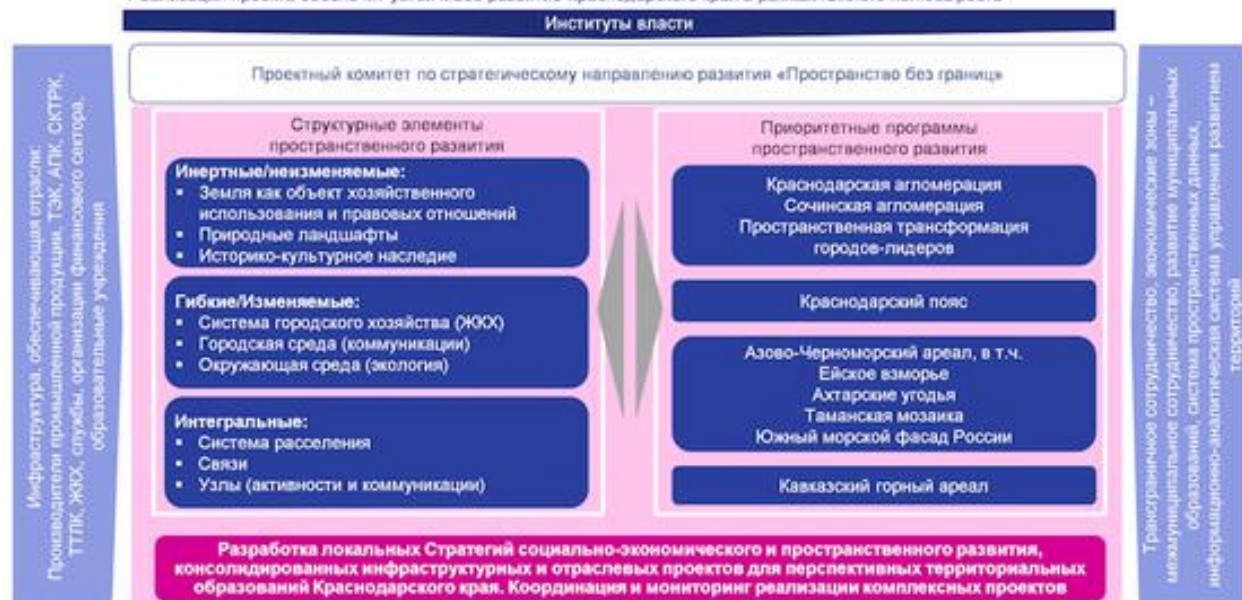 Институты власти
Проектный комитет по стратегическому направлению развития «Пространство без границ»
Инфраструктура, обеспечивающая отрасли:
Производители промышленной продукции, ТЭК, АПК, СКТРК,
ТТЛК, ЖКХ, службы, организации финансового сектора,
образовательные учреждения
Структурные элементы
пространственного развития
Инертные/неизменяемые:
▪ Земля как объект хозяйственного
использования и правовых отношений
▪ Природные ландшафты
▪ Историко-культурное наследие
Гибкие/Изменяемые:
▪ Система городского хозяйства (ЖКХ)
▪ Городская среда (коммуникации)
▪ Окружающая среда (экология)
Интегральные:
▪ Система расселения
▪ Связи
▪ Узлы (активности и коммуникации)
Приоритетные программы
пространственного развития
Краснодарская агломерация
Сочинская агломерация
Пространственная трансформация
городов-лидеров
Краснодарский пояс
Азово-Черноморский ареал, в т.ч.
Ейское взморье
Ахтарские угодья
Таманская мозаика
Южный морской фасад России
Кавказский горный ареал
Трансграничное сотрудничество, экономические зоны –
межмуниципальное сотрудничество, развитие муниципальных
образований, система пространственных данных,
информационно-аналитическая система управления развитием
территорий
Разработка локальных Стратегий социально-экономического и пространственного развития,
консолидированных инфраструктурных и отраслевых проектов для перспективных территориальных
образований Краснодарского края. Координация и мониторинг реализации комплексных проектов